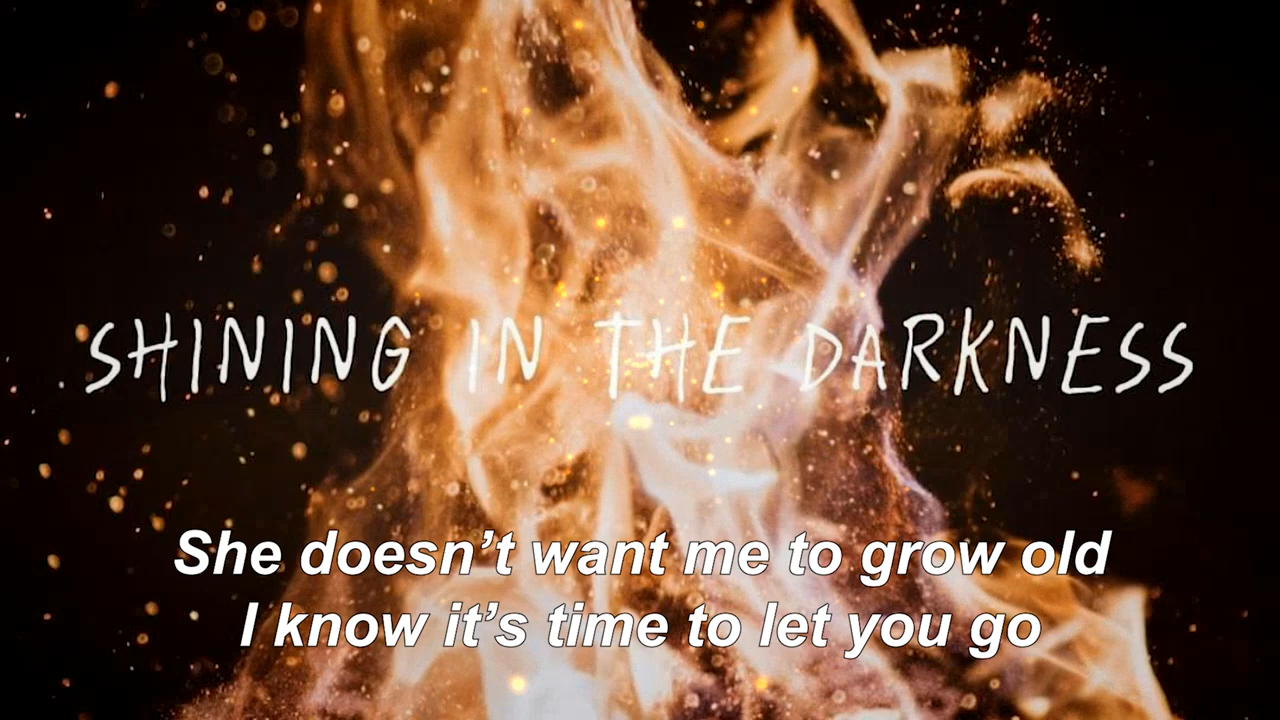 SHINING IN THE DARKNESS
She doesn’t want me to grow old
I know it’s time to let you go